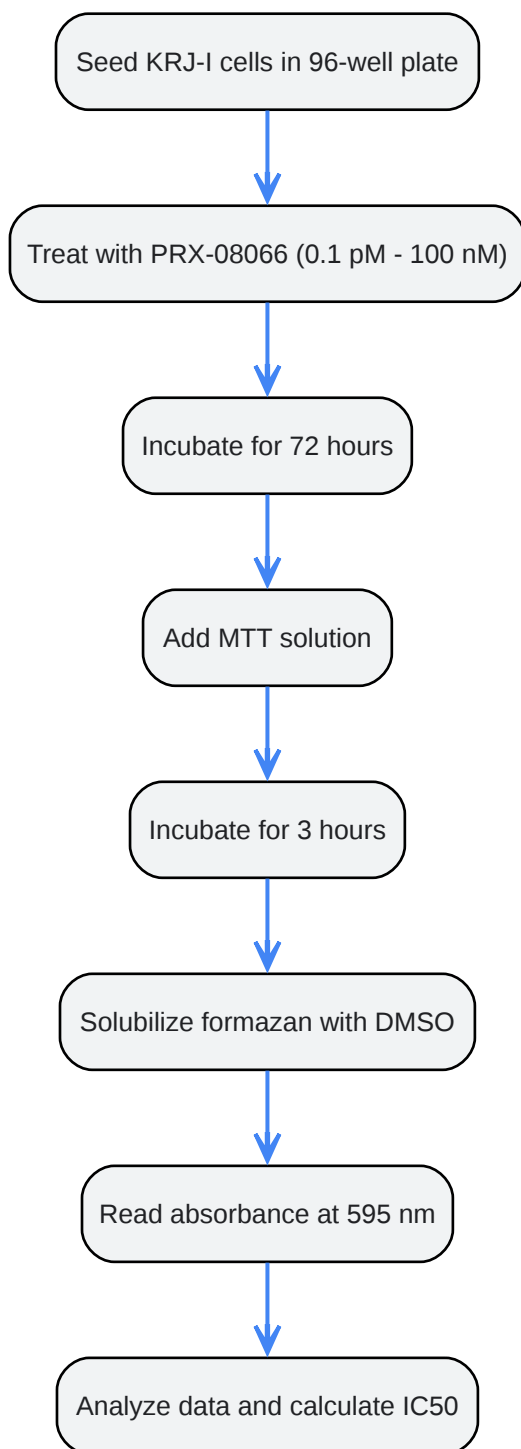 Seed KRJ-I cells in 96-well plate
Treat with PRX-08066 (0.1 pM - 100 nM)
Incubate for 72 hours
Add MTT solution
Incubate for 3 hours
Solubilize formazan with DMSO
Read absorbance at 595 nm
Analyze data and calculate IC50